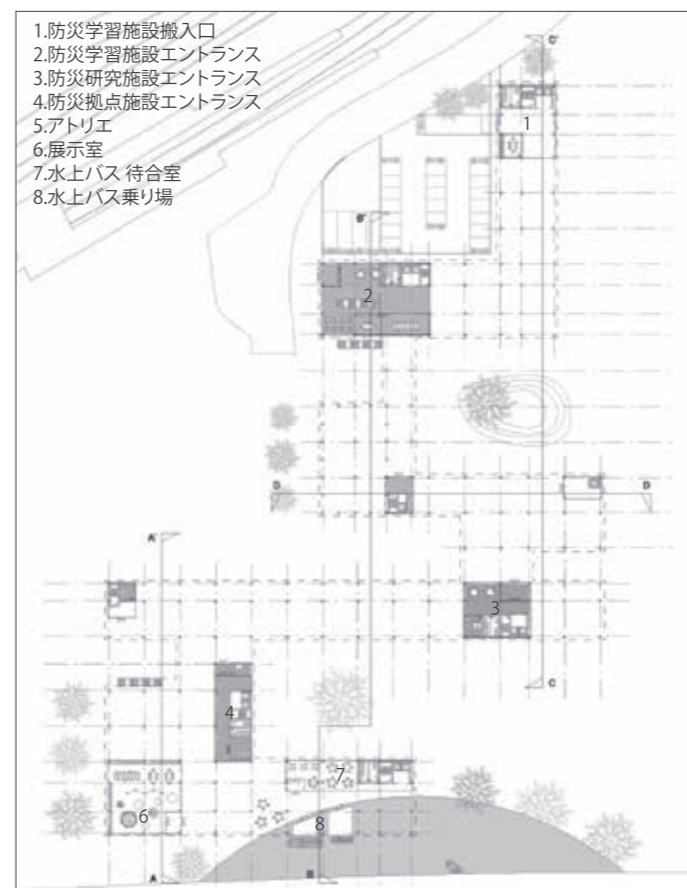 1.防災学習施設搬入口
2.防災学習施設エントランス
3.防災研究施設エントランス
4.防災拠点施設エントランス
5.アトリエ
6.展示室
7.水上バス 待合室
8.水上バス乗り場
C'
1
B'
2
D
D
A'
3
4
C
7
6
8
A
B